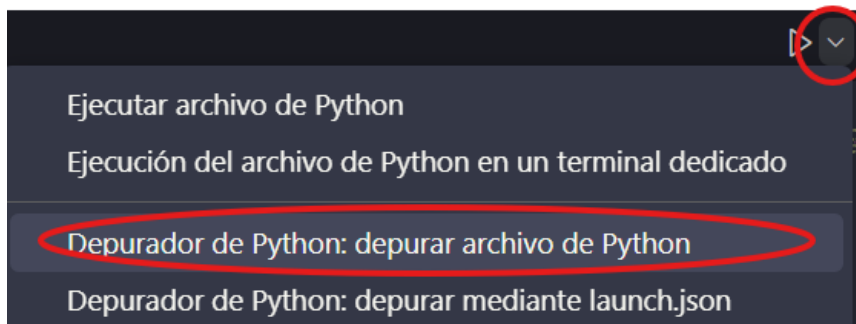 Ejecutar archivo de Python
Ejecución del archivo de Python en un terminal dedicado
Depurador de Python: depurar archivo de Python
Depurador de Python: depurar mediante launch.json